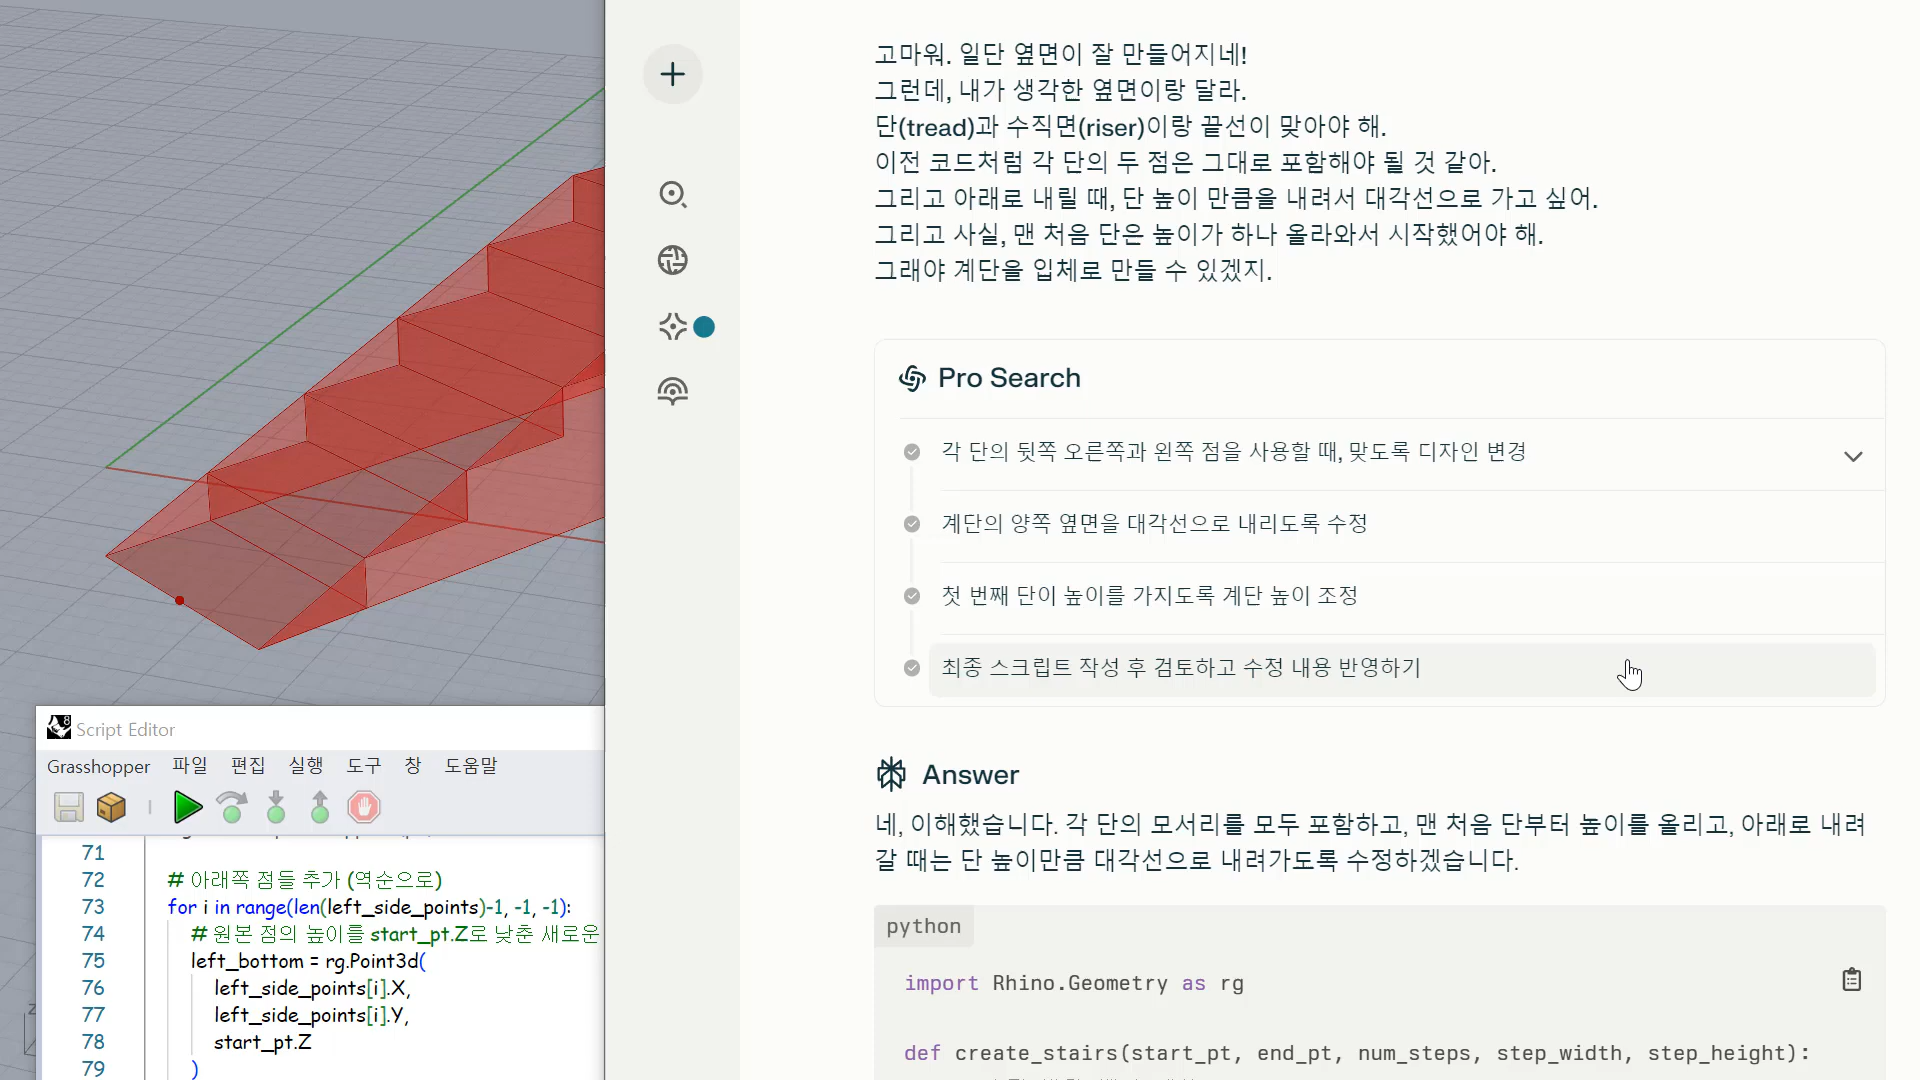 고마워. 일단 옆면이 잘 만들어지네!
그런데, 내가 생각한 옆면이랑 달라.
단(tread)과 수직면(riser)이랑 끝선이 맞아야 해.
이전 코드처럼 각 단의 두 점은 그대로 포함해야 될 것 같아.
그리고 아래로 내릴 때, 단 높이 만큼을 내려서 대각선으로 가고 싶어.
그리고 사실, 맨 처음 단은 높이가 하나 올라와서 시작했어야 해.
그래야 계단을 입체로 만들 수 있겠지.
Pro Search
각 단의 뒷쪽 오른쪽과 왼쪽 점을 사용할 때, 맞도록 디자인 변경
계단의 양쪽 옆면을 대각선으로 내리도록 수정
첫 번째 단이 높이를 가지도록 계단 높이 조정
최종 스크립트 작성 후 검토하고 수정 내용 반영하기
Answer
네, 이해했습니다. 각 단의 모서리를 모두 포함하고, 맨 처음 단부터 높이를 올리고, 아래로 내려
갈 때는 단 높이만큼 대각선으로 내려가도록 수정하겠습니다.
python
import Rhino.Geometry as rg
def create_stairs(start_pt, end_pt, num_steps, step_width, step_height):
Script Editor
Grasshopper 파일 편집 실행 도구 창 도움말
71
72 # 아래쪽 점들 추가 (역순으로)
73 for i in range(len(left_side_points)-1, -1, -1):
74 # 원본 점의 높이를 start_pt.Z로 낮춘 새로운
75 left_bottom = rg.Point3d(
76 left_side_points[i].X,
77 left_side_points[i].Y,
78 start_pt.Z
79 )